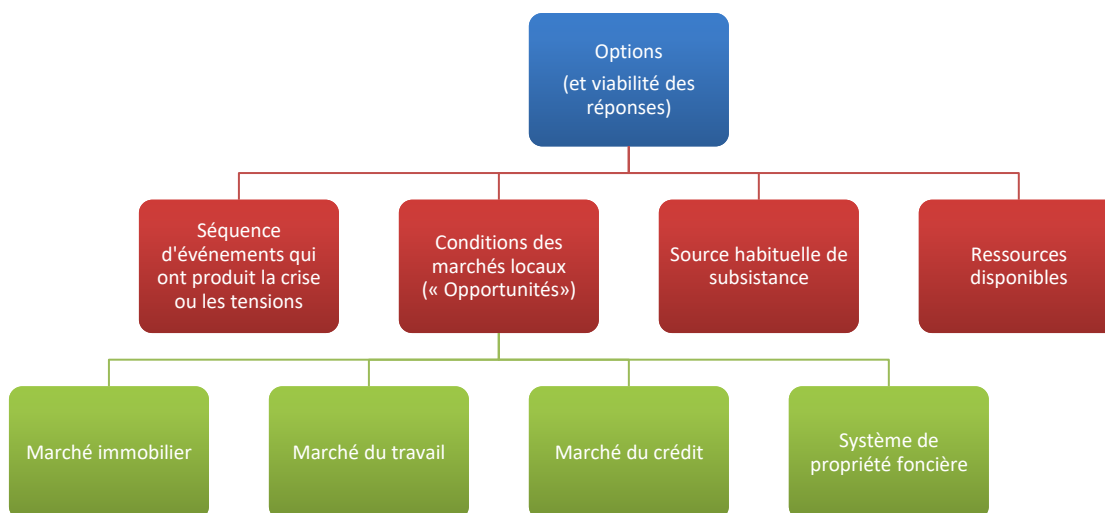 Options
(et viabilité des
réponses)
Séquence
d'événements qui
ont produit la crise
ou les tensions
Conditions des
marchés locaux
(« Opportunités»)
Source habituelle de
subsistance
Ressources
disponibles
Marché immobilier
Marché du travail
Marché du crédit
Système de
propriété foncière